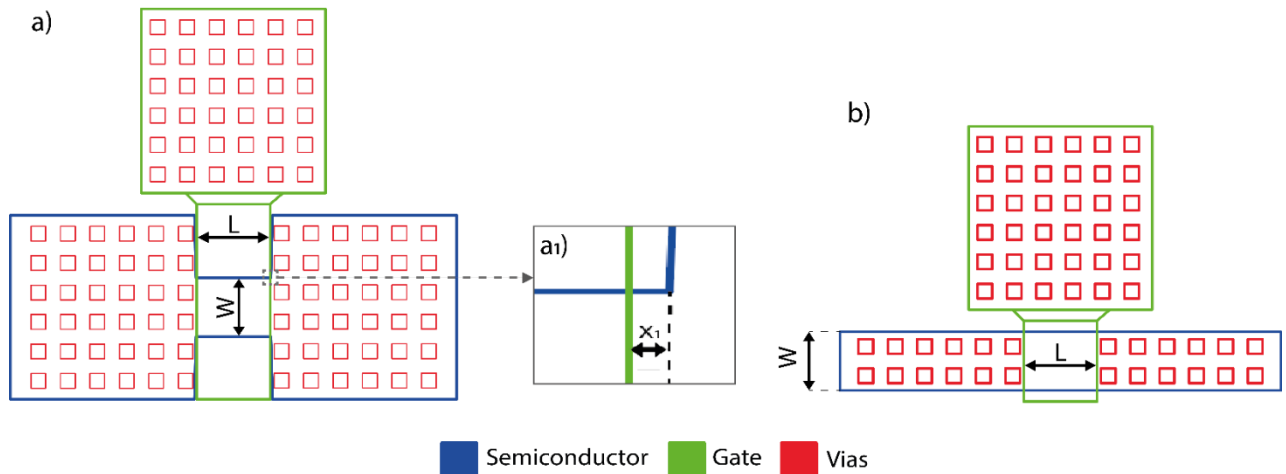 a)
L
W
a₁)
x₁
b)
W
L
Semiconductor
Gate
Vias